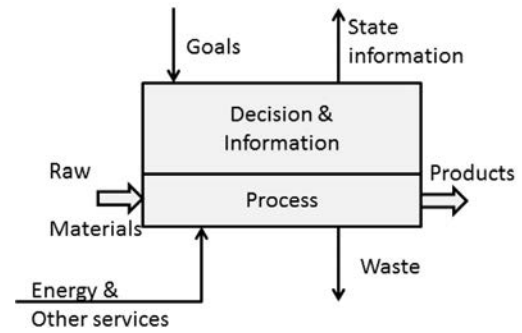 Goals
State
information
Decision &
Information
Raw
Materials
Process
Products
Energy &
Other services
Waste